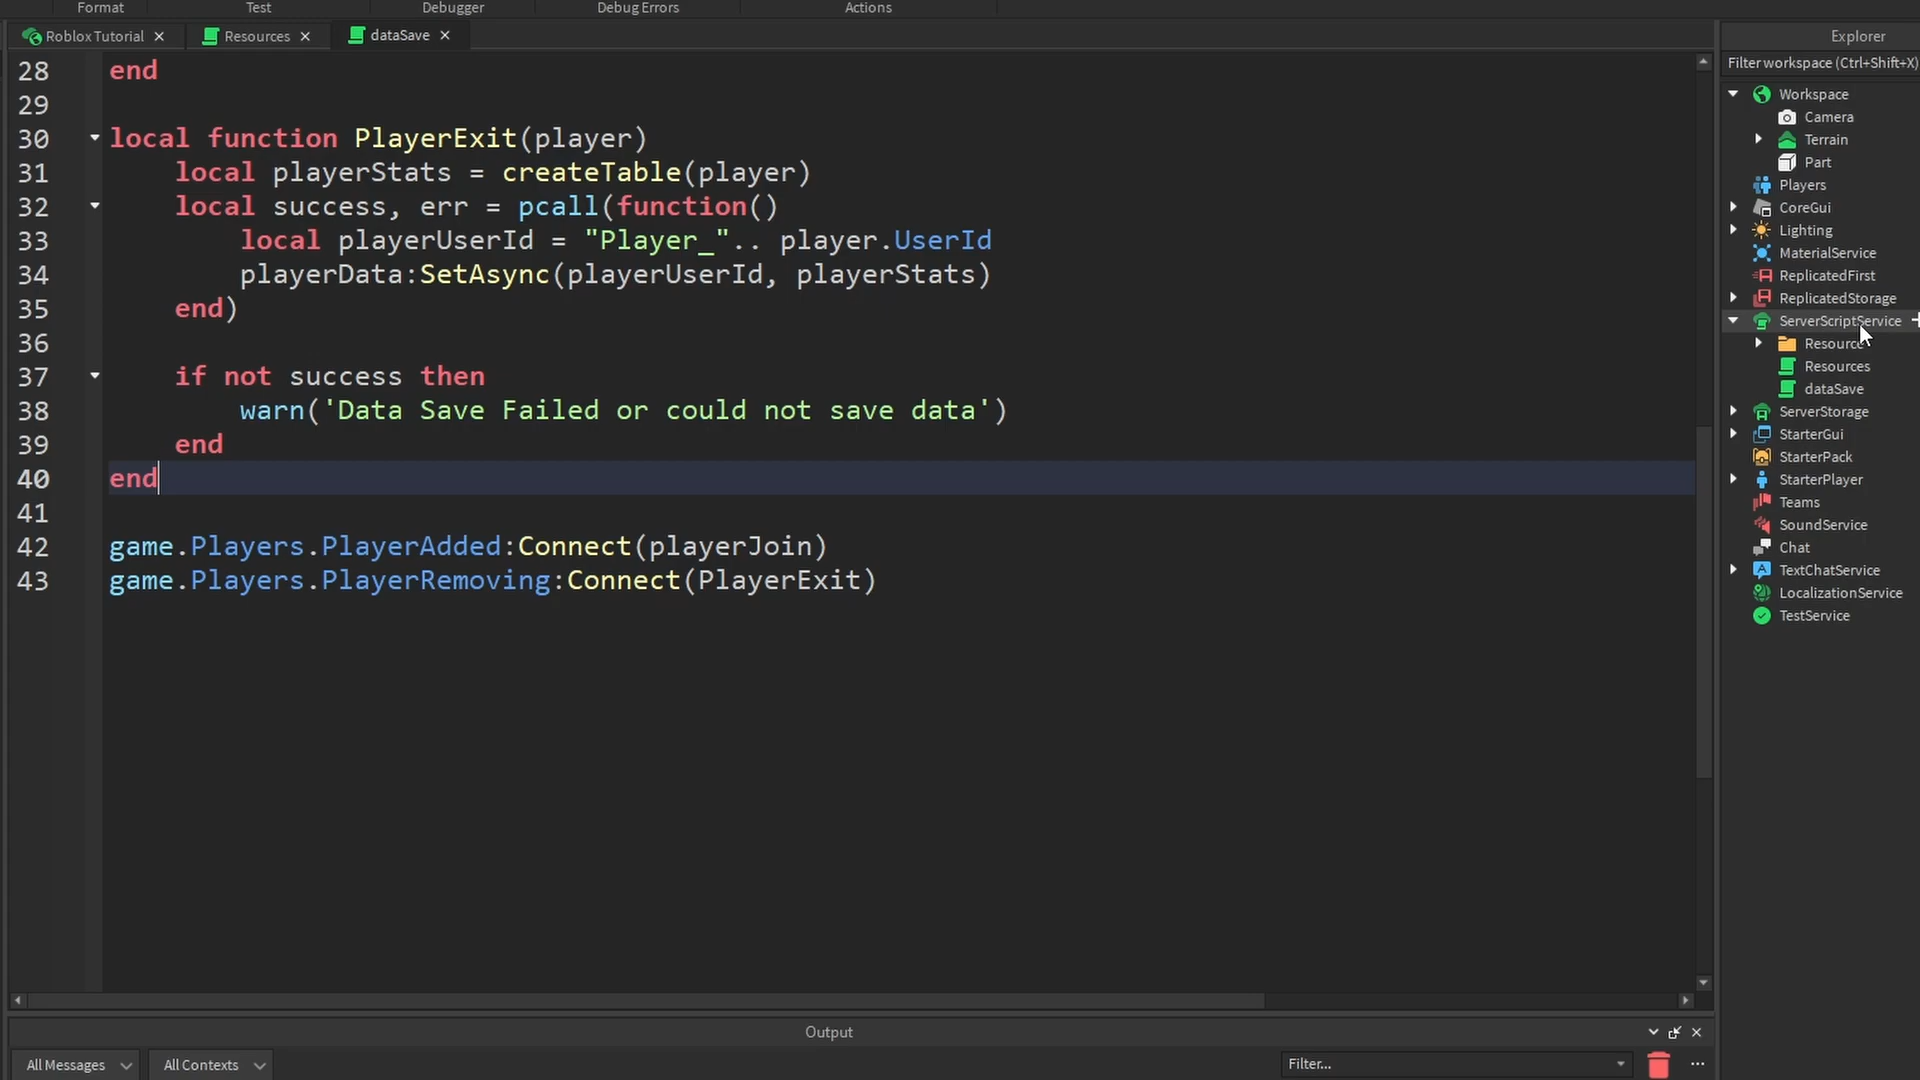 Format Test Debugger Debug Errors Actions
Roblox Tutorial Resources dataSave
28 end
29
30 local function PlayerExit(player)
31 local playerStats = createTable(player)
32 local success, err = pcall(function()
33 local playerUserId = "Player_".. player.UserId
34 playerData:SetAsync(playerUserId, playerStats)
35 end)
36
37 if not success then
38 warn('Data Save Failed or could not save data')
39 end
40 end
41
42 game.Players.PlayerAdded:Connect(playerJoin)
43 game.Players.PlayerRemoving:Connect(PlayerExit)
Explorer
Filter workspace (Ctrl+Shift+X)
Workspace
Camera
Terrain
Part
Players
CoreGui
Lighting
MaterialService
ReplicatedFirst
ReplicatedStorage
ServerScriptService
Resource
Resources
dataSave
ServerStorage
StarterGui
StarterPack
StarterPlayer
Teams
SoundService
Chat
TextChatService
LocalizationService
TestService
Output
All Messages All Contexts Filter...